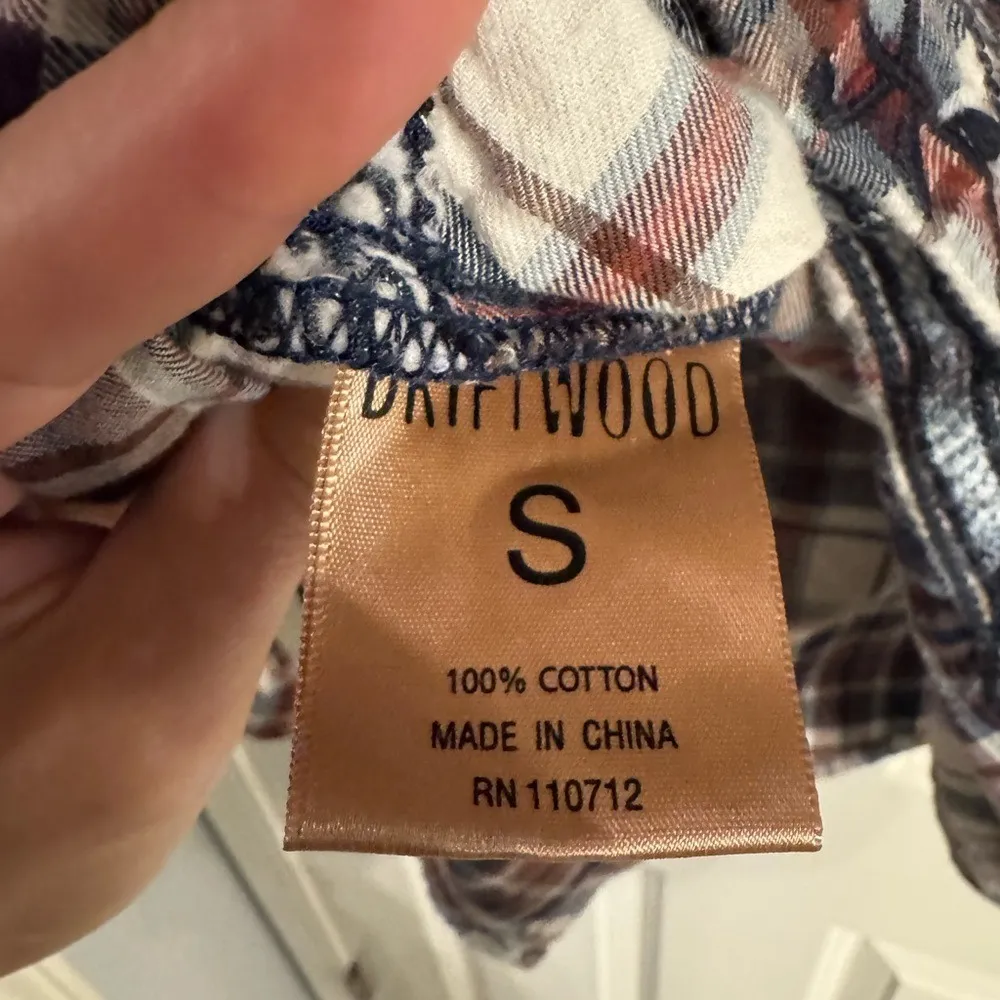 DRIFTWOOD
S
100% COTTON
MADE IN CHINA
RN 110712